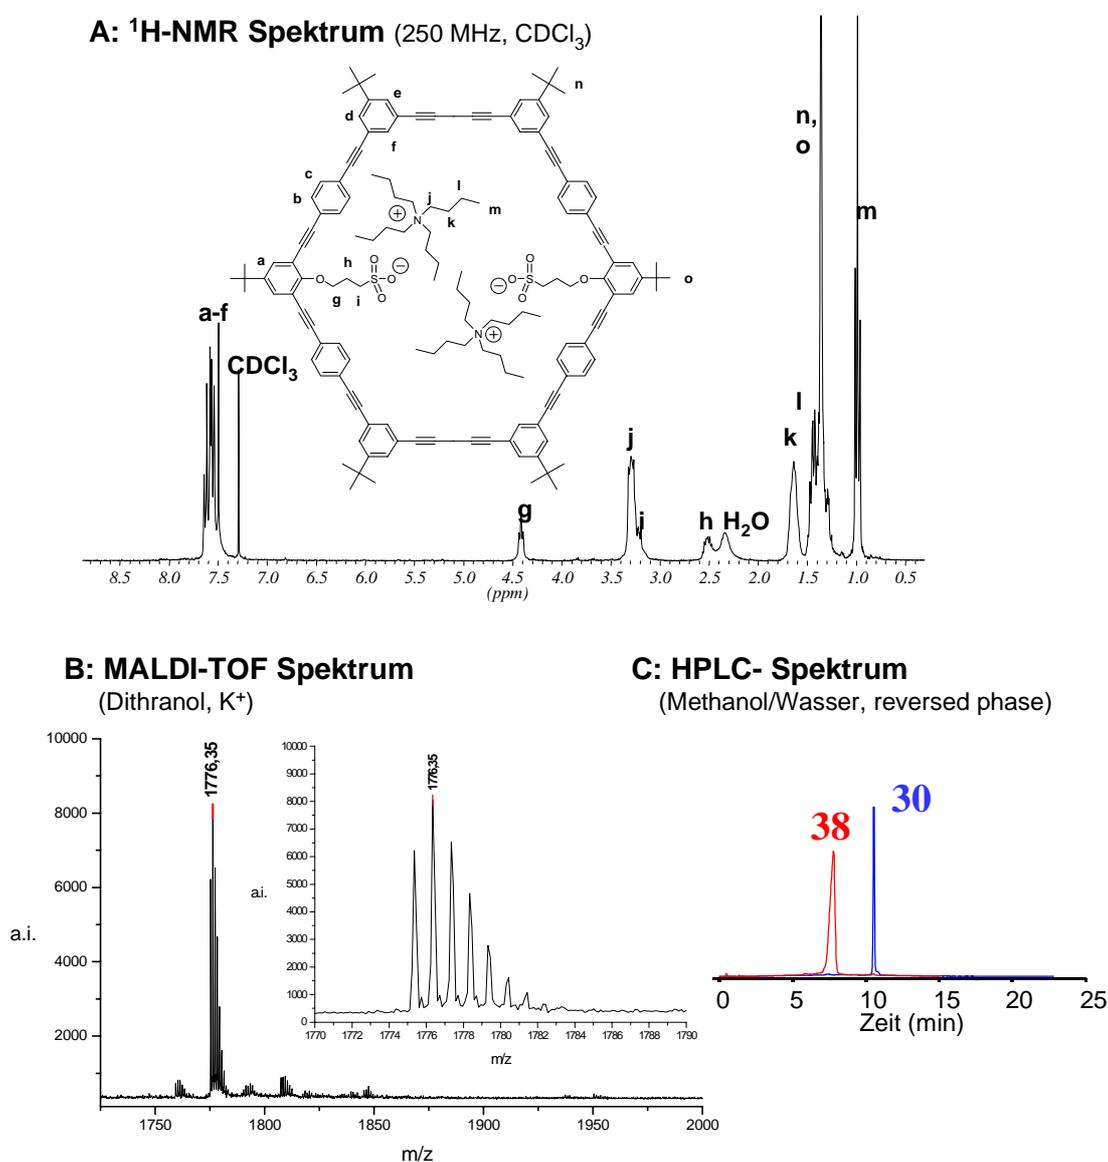 A: ¹H-NMR Spektrum (250 MHz, CDCl₃)
n
e
d
f
n,
o
c
b
l
j
m
k
m
a
h
O
O
S
O
−
O
O
S
O
−
o
g
i
N
+
N
+
O
O
a-f
CDCl₃
l
k
j
i
g
h H₂O
8.5 8.0 7.5 7.0 6.5 6.0 5.5 5.0 4.5 4.0 3.5 3.0 2.5 2.0 1.5 1.0 0.5
(ppm)
B: MALDI-TOF Spektrum
(Dithranol, K⁺)
C: HPLC- Spektrum
(Methanol/Wasser, reversed phase)
10000
8000
6000
4000
2000
a.i.
1776,35
1750 1800 1850 1900 1950 2000
m/z
10000
9000
8000
7000
6000
5000
4000
3000
2000
1000
0
a.i.
1776,35
1770 1772 1774 1776 1778 1780 1782 1784 1786 1788 1790
m/z
38
30
0 5 10 15 20 25
Zeit (min)